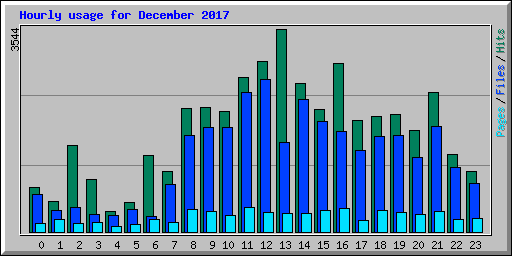 Hourly usage for December 2017
3544
Pages / Files / Hits
0 1 2 3 4 5 6 7 8 9 10 11 12 13 14 15 16 17 18 19 20 21 22 23